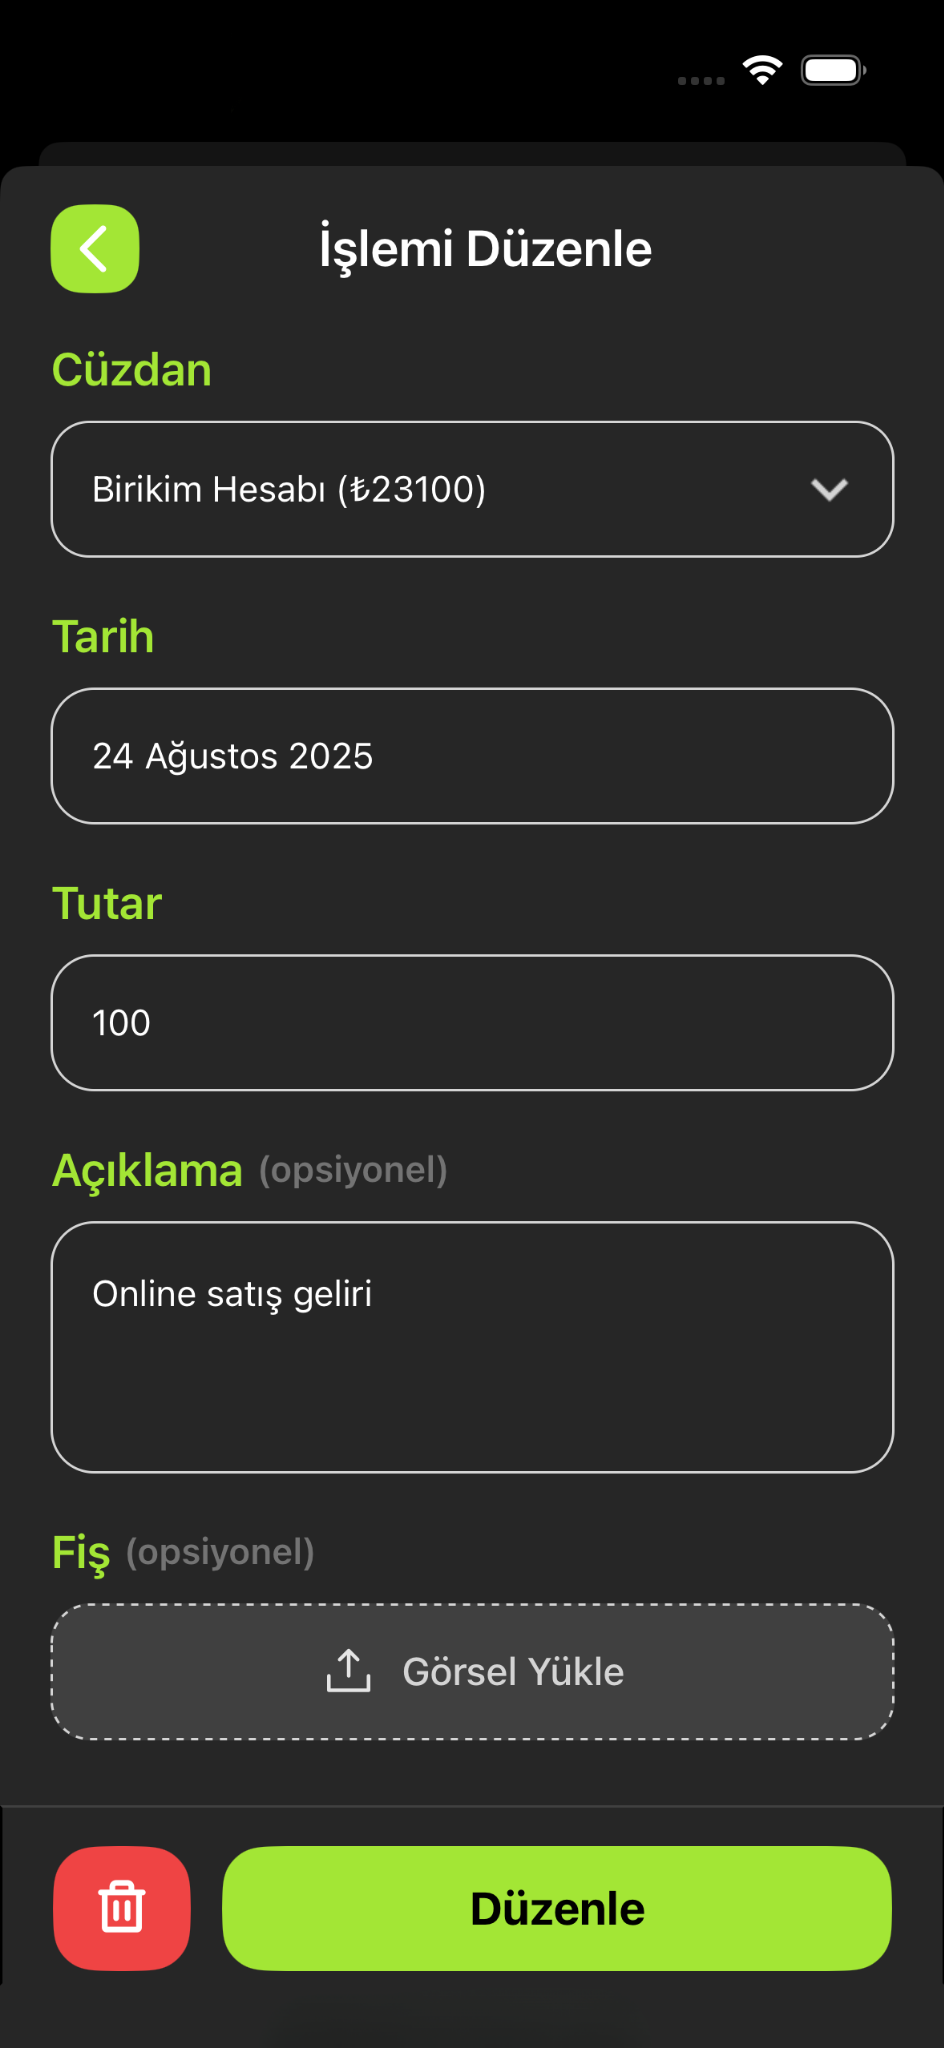 İşlemi Düzenle
Cüzdan
Birikim Hesabı (₺23100)
Tarih
24 Ağustos 2025
Tutar
100
Açıklama (opsiyonel)
Online satış geliri
Fiş (opsiyonel)
Görsel Yükle
Düzenle